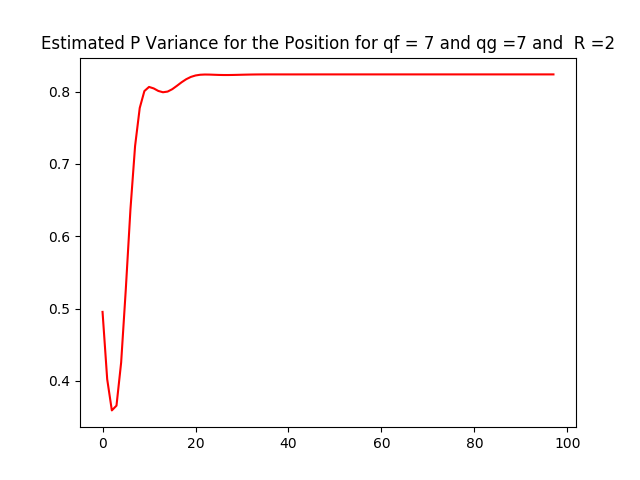 Estimated P Variance for the Position for qf = 7 and qg =7 and  R =2
0.8
0.7
0.6
0.5
0.4
0 20 40 60 80 100